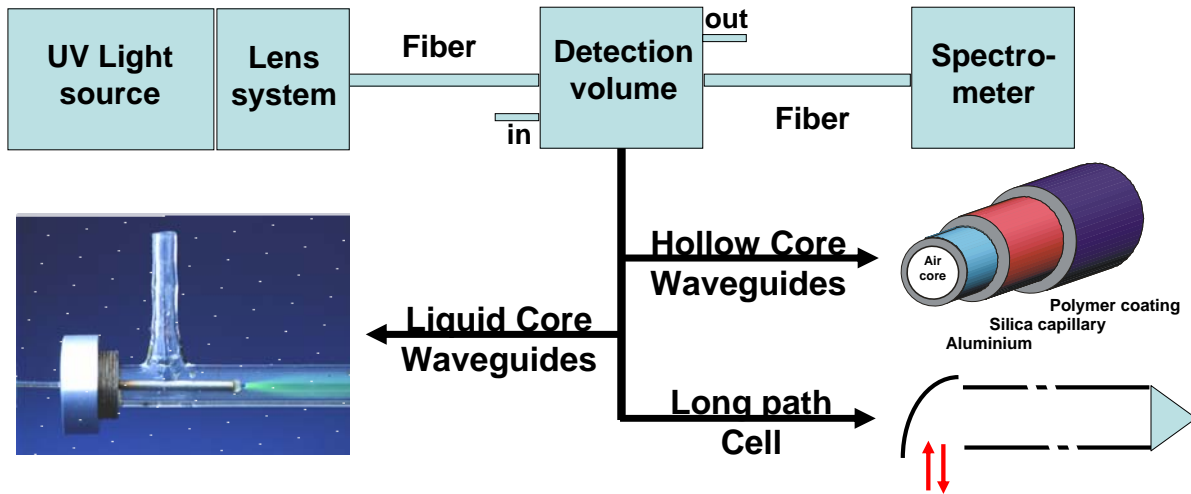 UV Light
source
Lens
system
Fiber
in
Detection
volume
out
Fiber
Spectro-
meter
Hollow Core
Waveguides
Air
core
Polymer coating
Silica capillary
Aluminium
Liquid Core
Waveguides
Long path
Cell